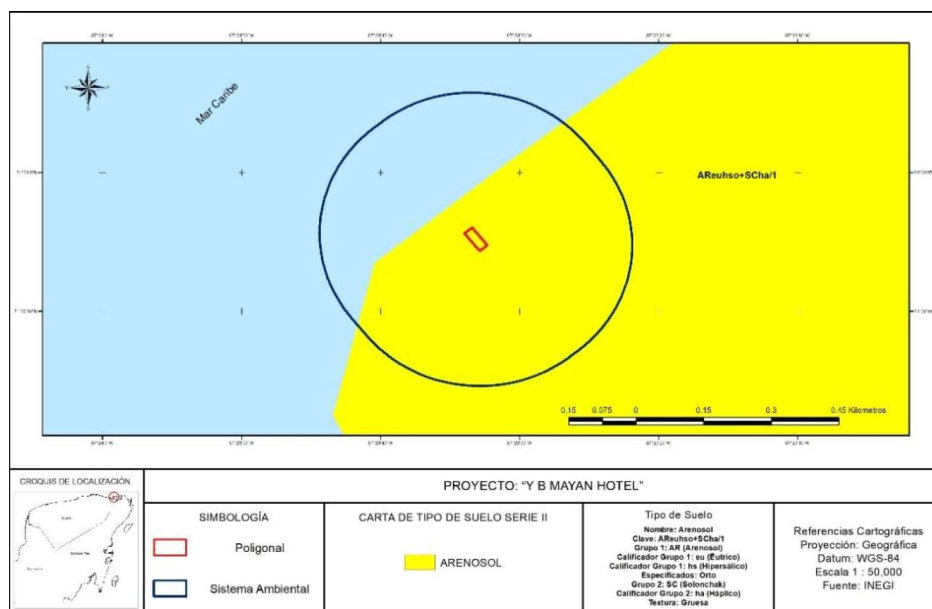 Mar Caribe
AReuhso+SCha/1
0.15 0.075 0 0.15 0.3 0.45 Kilometros
CROQUIS DE LOCALIZACIÓN
PROYECTO: "Y B MAYAN HOTEL"
SIMBOLOGÍA
Poligonal
Sistema Ambiental
CARTA DE TIPO DE SUELO SERIE II
ARENOSOL
Tipo de Suelo
Nombre: Arenosol
Clave: AReuhso+SCha/1
Grupo 1: AR (Arenosol)
Calificador Grupo 1: eu (Éutrico)
Calificador Grupo 1: hs (Hipersálico)
Especificados: Orto
Grupo 2: SC (Solonchak)
Calificador Grupo 2: ha (Háplico)
Textura: Gruesa
Referencias Cartográficas
Proyección: Geográfica
Datum: WGS-84
Escala 1 : 50,000
Fuente: INEGI